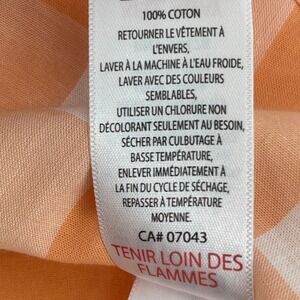 100% COTON
RETOURNER LE VÊTEMENT À
L'ENVERS,
LAVER À LA MACHINE À L'EAU FROIDE,
LAVER AVEC DES COULEURS
SEMBLABLES,
UTILISER UN CHLORURE NON
DÉCOLORANT SEULEMENT AU BESOIN,
SÉCHER PAR CULBUTAGE À
BASSE TEMPÉRATURE,
ENLEVER IMMÉDIATEMENT À
LA FIN DU CYCLE DE SÉCHAGE,
REPASSER À TEMPÉRATURE
MOYENNE.
CA# 07043
TENIR LOIN DES
FLAMMES